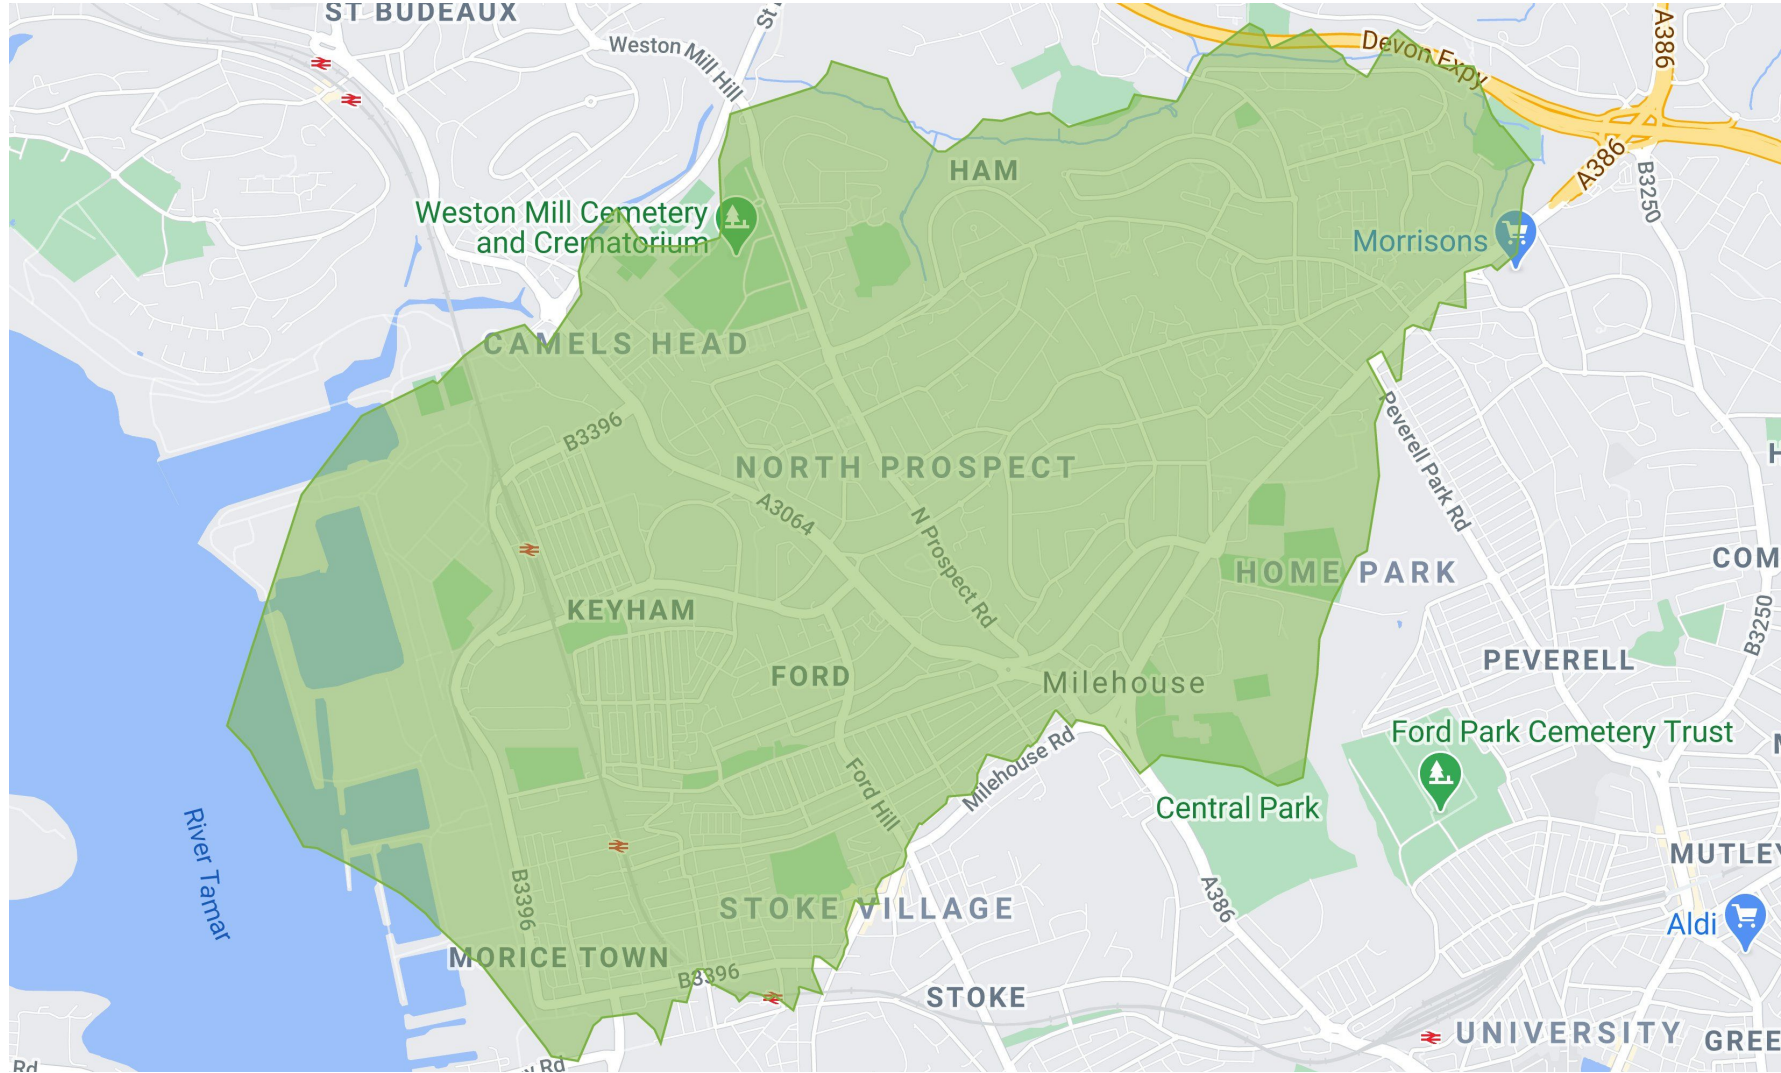 ST BUDEAUX
St
Weston Mill Hill
Devon Expy
A386
A386
B3250
HAM
Weston Mill Cemetery
and Crematorium
Morrisons
CAMELS HEAD
B3396
Peverell Park Rd
NORTH PROSPECT
A3064
N Prospect Rd
HOME PARK
COM
KEYHAM
B3250
FORD
Milehouse
PEVERELL
Ford Park Cemetery Trust
Milehouse Rd
Ford Hill
Central Park
River Tamar
MUTLEY
B3396
A386
STOKE VILLAGE
Aldi
MORICE TOWN
B3396
STOKE
UNIVERSITY
GREE
Rd
y Rd